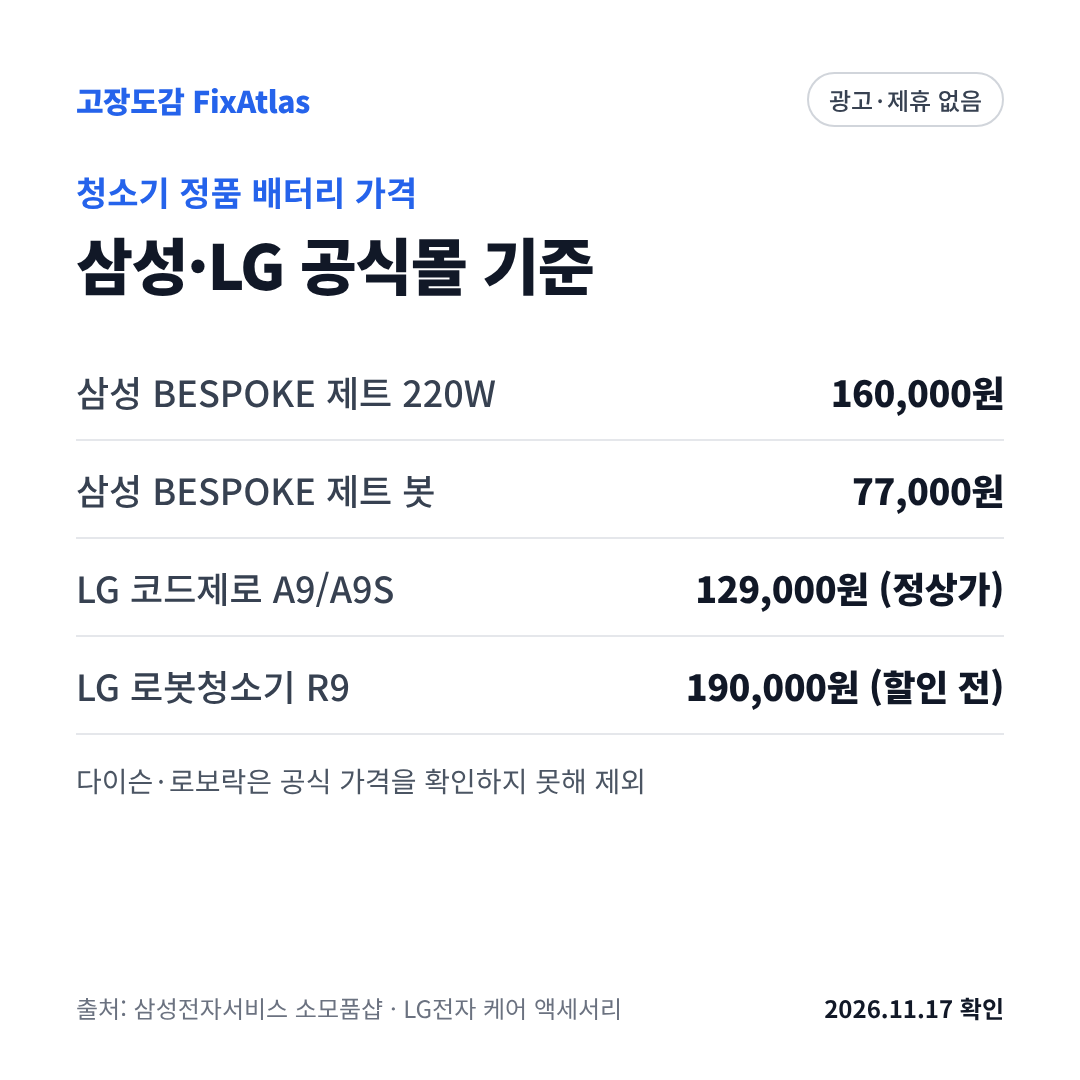 고장도감 FixAtlas
광고·제휴 없음
청소기 정품 배터리 가격
삼성·LG 공식몰 기준
삼성 BESPOKE 제트 220W 160,000원
삼성 BESPOKE 제트 봇 77,000원
LG 코드제로 A9/A9S 129,000원 (정상가)
LG 로봇청소기 R9 190,000원 (할인 전)
다이슨·로보락은 공식 가격을 확인하지 못해 제외
출처: 삼성전자서비스 소모품샵 · LG전자 케어 액세서리 2026.11.17 확인